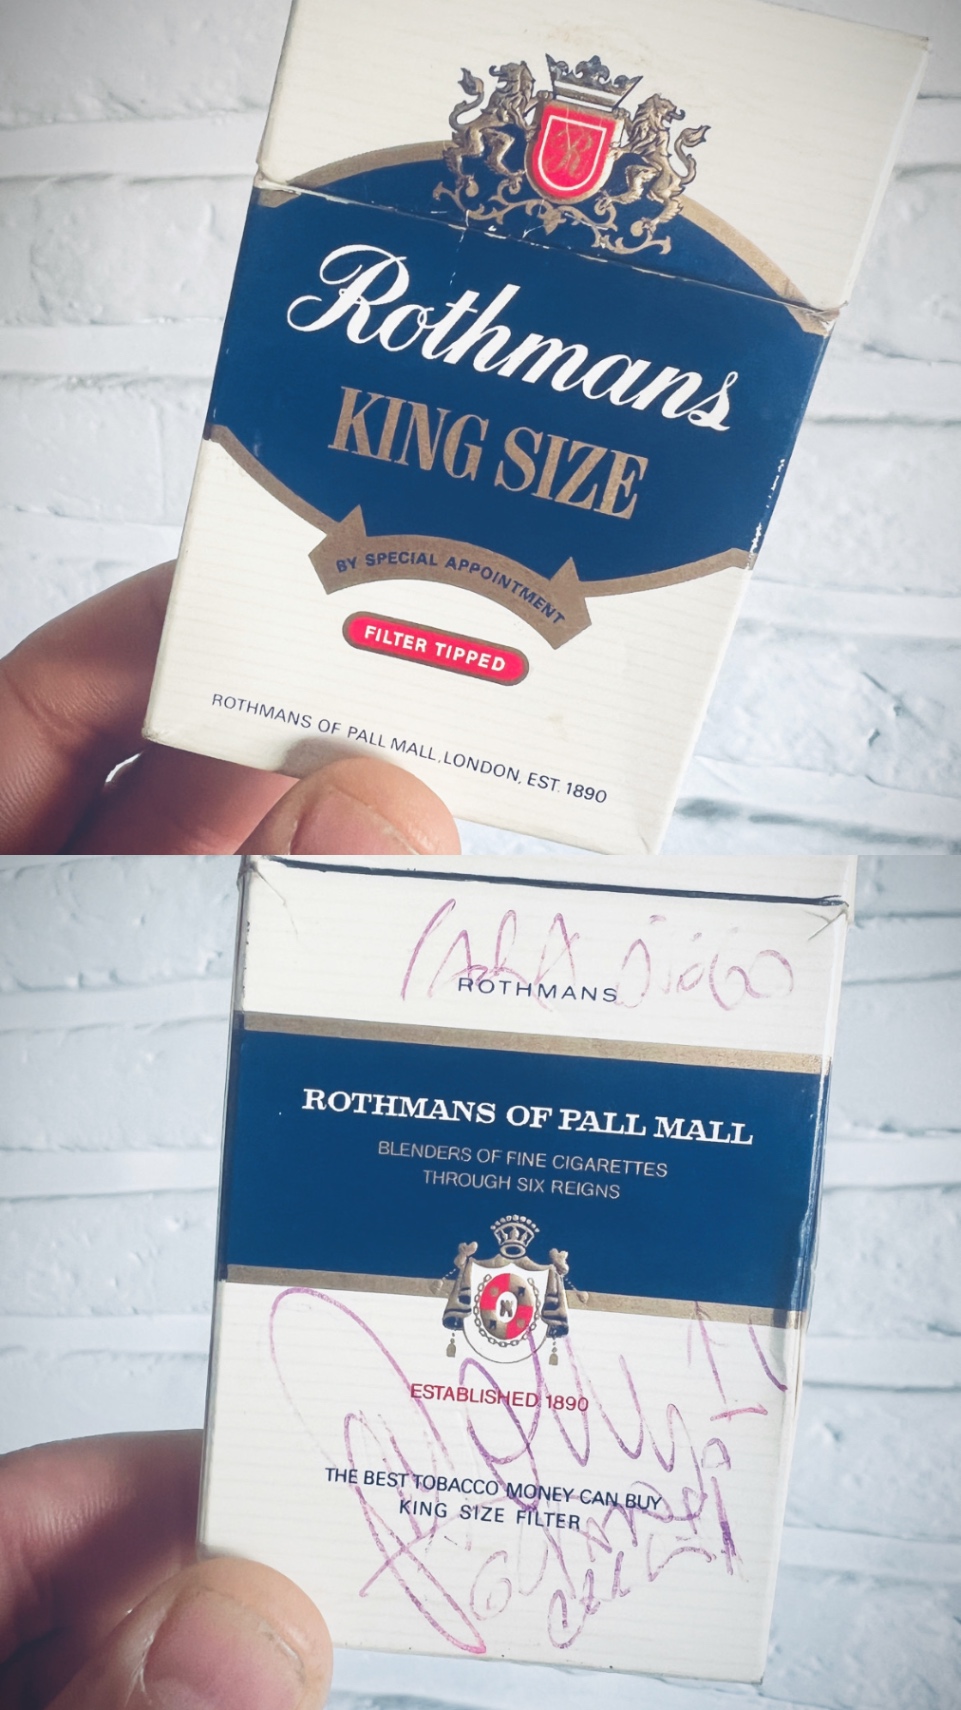 R
Rothmans
KING SIZE
BY SPECIAL APPOINTMENT
FILTER TIPPED
ROTHMANS OF PALL MALL, LONDON, EST. 1890
ROTHMANS
ROTHMANS OF PALL MALL
BLENDERS OF FINE CIGARETTES
THROUGH SIX REIGNS
ESTABLISHED 1890
THE BEST TOBACCO MONEY CAN BUY
KING SIZE FILTER